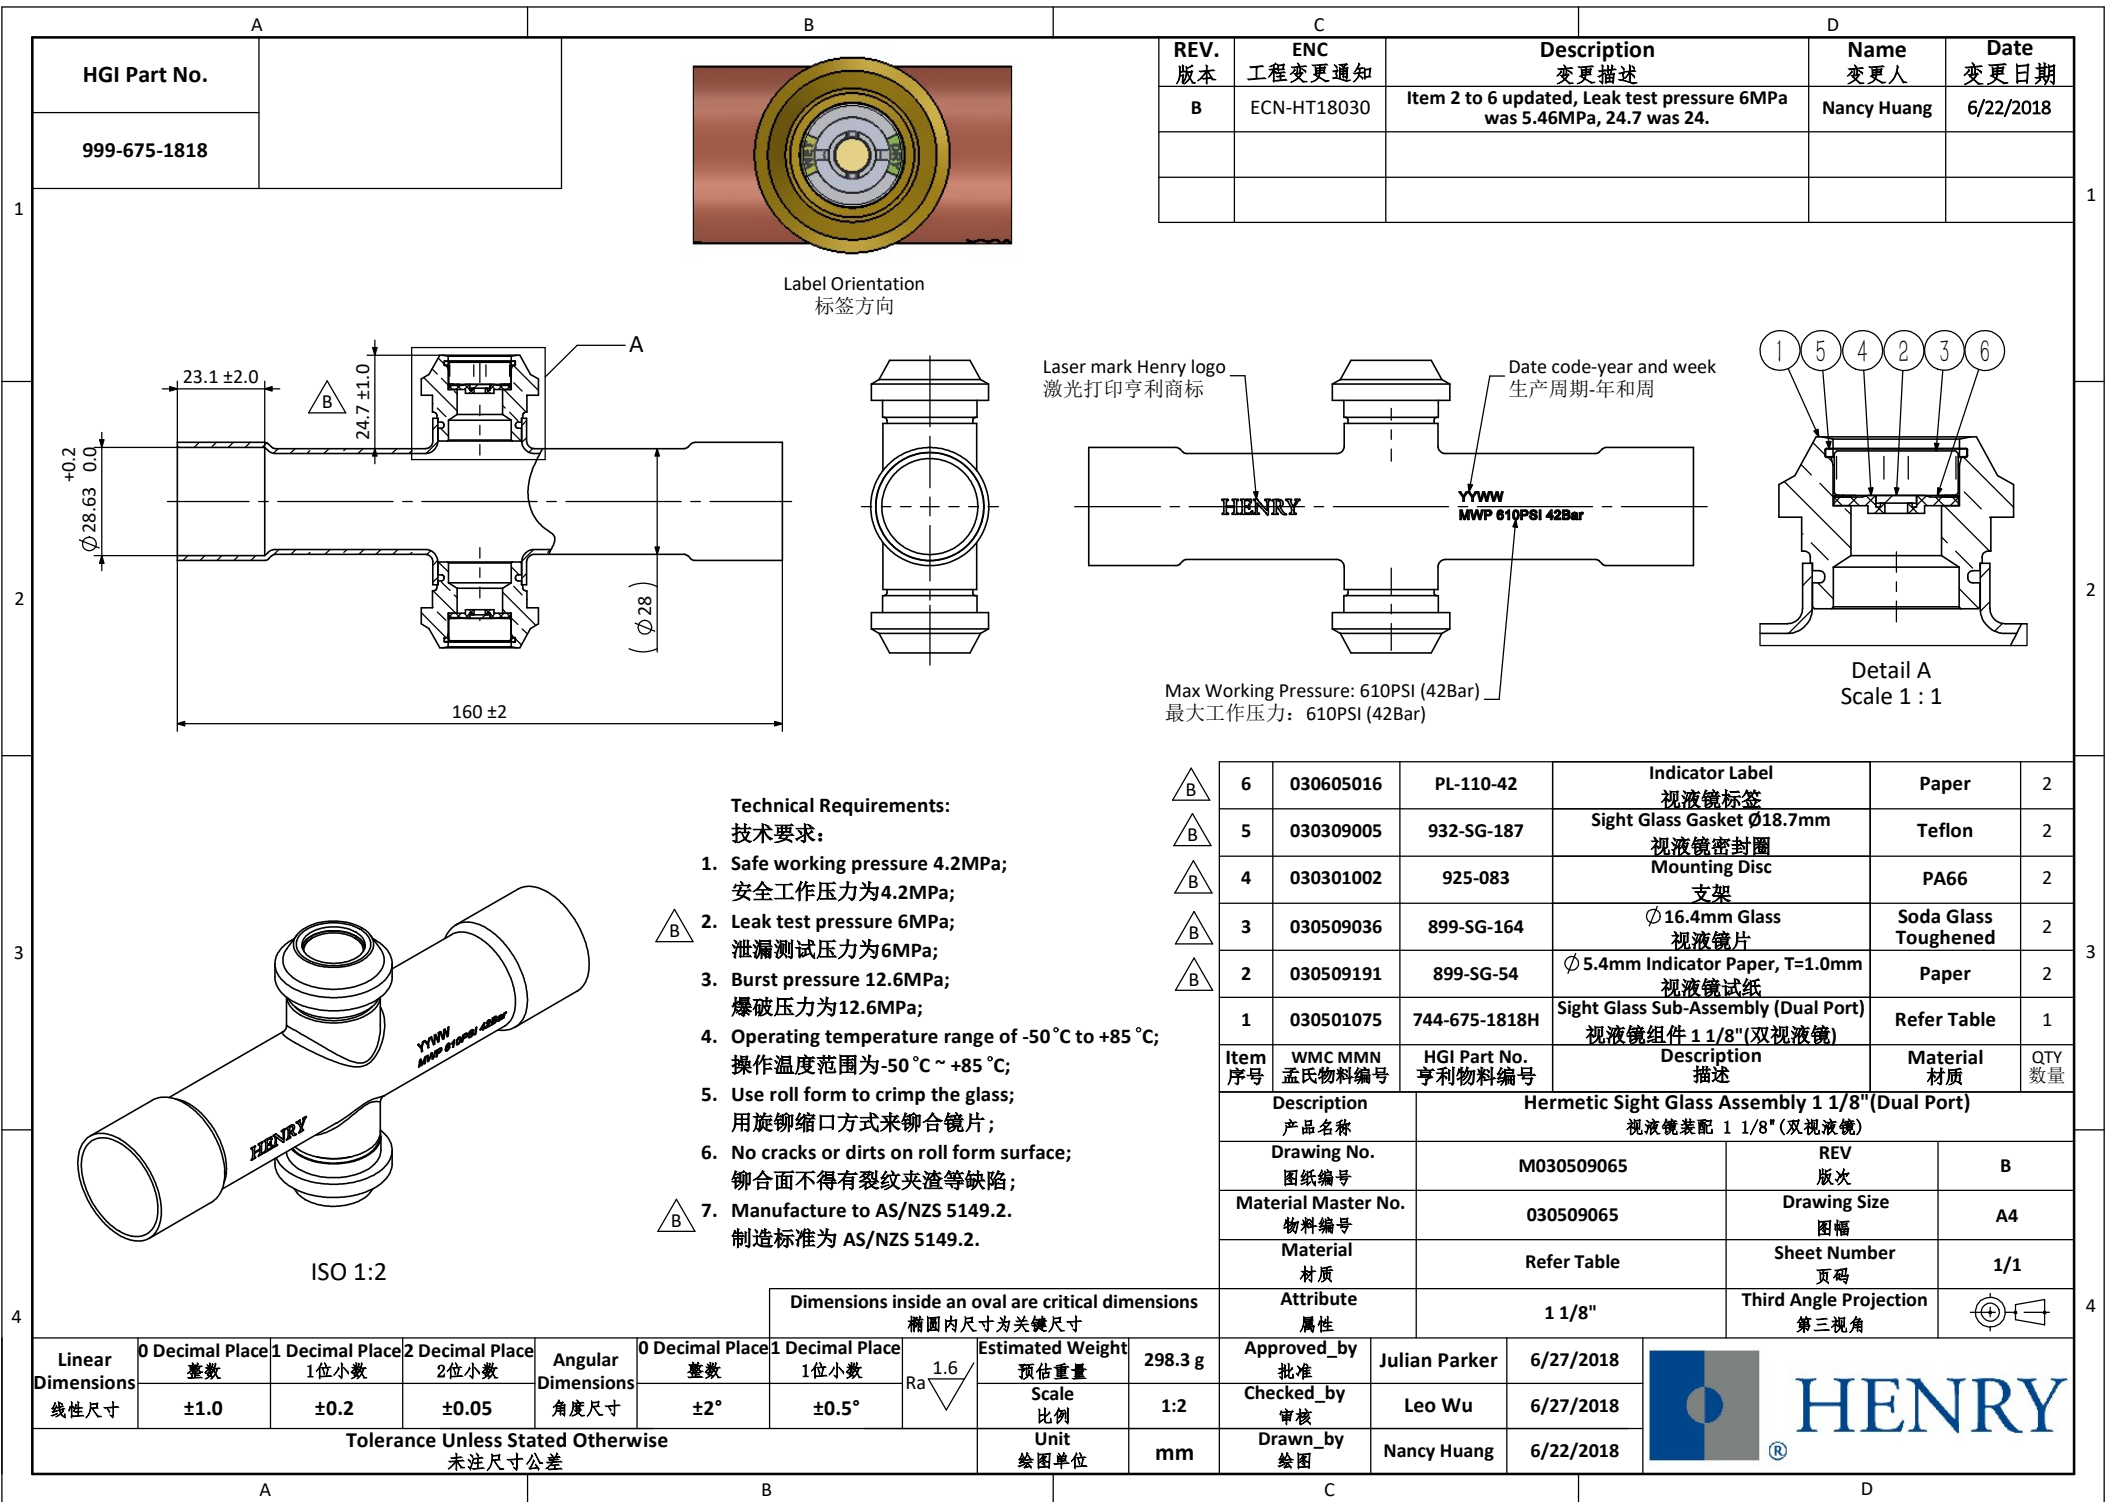 A
B
C
D
HGI Part No.
999-675-1818
REV.
版本
ENC
工程变更通知
Description
变更描述
Name
变更人
Date
变更日期
B
ECN-HT18030
Item 2 to 6 updated, Leak test pressure 6MPa
was 5.46MPa, 24.7 was 24.
Nancy Huang
6/22/2018
1
1
WET
DRY
Label Orientation
标签方向
23.1 ±2.0
B
24.7 ±1.0
A
+0.2
0.0
∅28.63
(∅28)
160 ±2
Laser mark Henry logo
激光打印亨利商标
Date code-year and week
生产周期-年和周
HENRY
YYWW
MWP 610PSI 42Bar
Max Working Pressure: 610PSI (42Bar)
最大工作压力：610PSI (42Bar)
1 5 4 2 3 6
Detail A
Scale 1 : 1
2
2
Technical Requirements:
技术要求：
1. Safe working pressure 4.2MPa;
安全工作压力为4.2MPa;
B 2. Leak test pressure 6MPa;
泄漏测试压力为6MPa;
3. Burst pressure 12.6MPa;
爆破压力为12.6MPa;
4. Operating temperature range of -50°C to +85°C;
操作温度范围为-50°C ~ +85°C;
5. Use roll form to crimp the glass;
用旋铆缩口方式来铆合镜片；
6. No cracks or dirts on roll form surface;
铆合面不得有裂纹夹渣等缺陷；
B 7. Manufacture to AS/NZS 5149.2.
制造标准为 AS/NZS 5149.2.
YYWW
MWP 610PSI 42Bar
HENRY
ISO 1:2
3
3
B 6 030605016 PL-110-42 Indicator Label Paper 2
视液镜标签
B 5 030309005 932-SG-187 Sight Glass Gasket Ø18.7mm Teflon 2
视液镜密封圈
B 4 030301002 925-083 Mounting Disc PA66 2
支架
B 3 030509036 899-SG-164 ∅16.4mm Glass Soda Glass Toughened 2
视液镜片
B 2 030509191 899-SG-54 ∅5.4mm Indicator Paper, T=1.0mm Paper 2
视液镜试纸
1 030501075 744-675-1818H Sight Glass Sub-Assembly (Dual Port) Refer Table 1
视液镜组件 1 1/8"(双视液镜)
Item WMC MMN HGI Part No. Description Material QTY
序号 孟氏物料编号 亨利物料编号 描述 材质 数量
Description Hermetic Sight Glass Assembly 1 1/8"(Dual Port)
产品名称 视液镜装配 1 1/8"(双视液镜)
Drawing No. M030509065 REV B
图纸编号 版次
Material Master No. 030509065 Drawing Size A4
物料编号 图幅
Material Refer Table Sheet Number 1/1
材质 页码
Attribute 1 1/8" Third Angle Projection
属性 第三视角
4
4
Dimensions inside an oval are critical dimensions
椭圆内尺寸为关键尺寸
Linear
Dimensions
线性尺寸
0 Decimal Place
整数
±1.0
1 Decimal Place
1位小数
±0.2
2 Decimal Place
2位小数
±0.05
Angular
Dimensions
角度尺寸
0 Decimal Place
整数
±2°
1 Decimal Place
1位小数
±0.5°
Tolerance Unless Stated Otherwise
未注尺寸公差
Ra 1.6
Estimated Weight 298.3 g
预估重量
Scale 1:2
比例
Unit mm
绘图单位
Approved_by Julian Parker 6/27/2018
批准
Checked_by Leo Wu 6/27/2018
审核
Drawn_by Nancy Huang 6/22/2018
绘图
HENRY
®
A
B
C
D